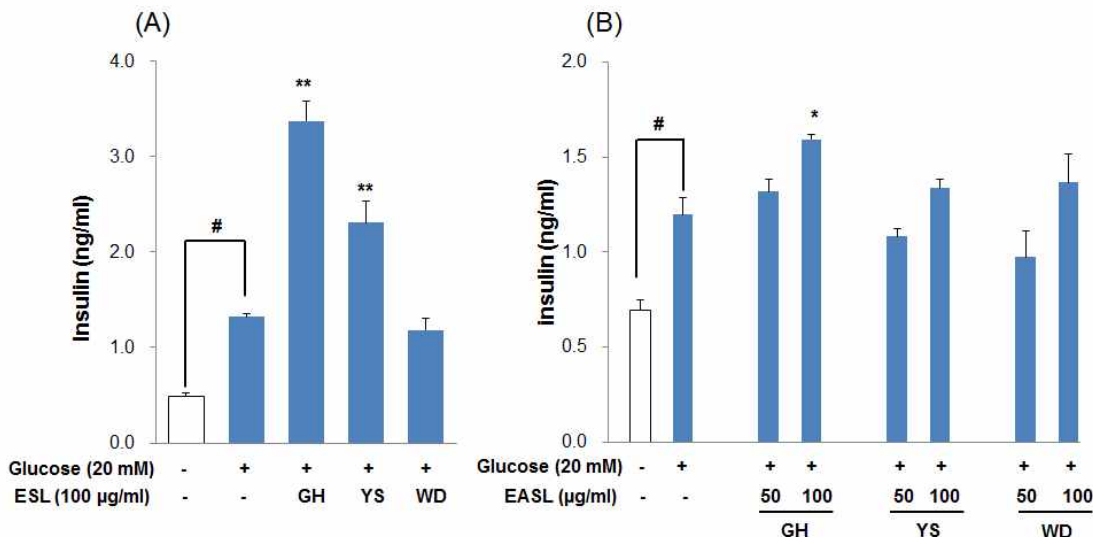 (A)
Insulin (ng/ml)
4.0
3.0
2.0
1.0
0.0
#
**
**
Glucose (20 mM) - + + + +
ESL (100 µg/ml) - - GH YS WD
(B)
insulin (ng/ml)
2.0
1.5
1.0
0.5
0.0
#
*
Glucose (20 mM) - + + + + + + +
EASL (µg/ml) - - 50 100 50 100 50 100
GH YS WD